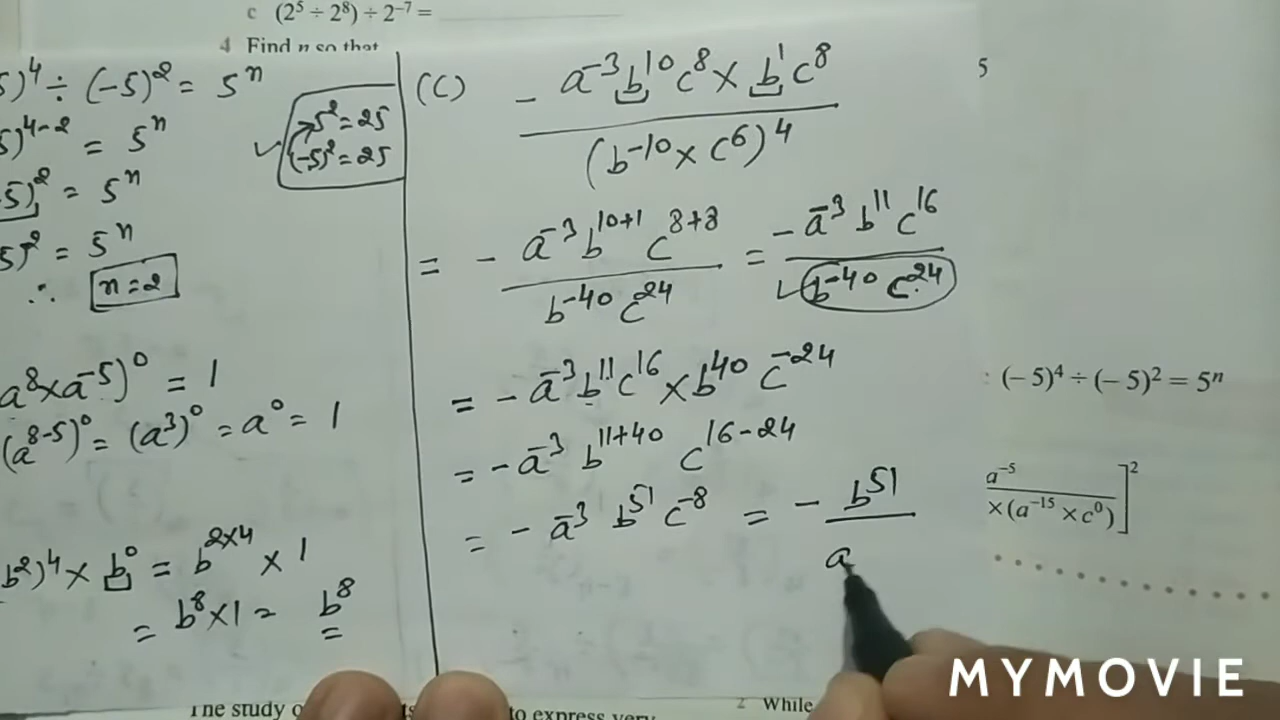 c (2⁵ ÷ 2⁸) ÷ 2⁻⁷ =
4 Find n so that
5)⁴ ÷ (-5)² = 5ⁿ
5)⁴⁻² = 5ⁿ
5)² = 5ⁿ
5)² = 5ⁿ
∴ n = 2
5² = 25
(-5)² = 25
a⁸ × a⁻⁵)⁰ = 1
(a⁸⁻⁵)⁰ = (a³)⁰ = a⁰ = 1
b²)⁴ × b⁰ = b²ˣ⁴ × 1
= b⁸ × 1 = b⁸
(C) - a⁻³ b¹⁰ c⁸ × b¹ c⁸
(b⁻¹⁰ × c⁶)⁴
= - a⁻³ b¹⁰⁺¹ c⁸⁺⁸ = - a⁻³ b¹¹ c¹⁶
b⁻⁴⁰ c²⁴ b⁻⁴⁰ c²⁴
= - a⁻³ b¹¹ c¹⁶ × b⁴⁰ c⁻²⁴
= - a⁻³ b¹¹⁺⁴⁰ c¹⁶⁻²⁴
= - a⁻³ b⁵¹ c⁻⁸ = - b⁵¹
a
5
: (-5)⁴ ÷ (-5)² = 5ⁿ
a⁻⁵
× (a⁻¹⁵ × c⁰) ]²
The study o
to express very
2 While
MYMOVIE